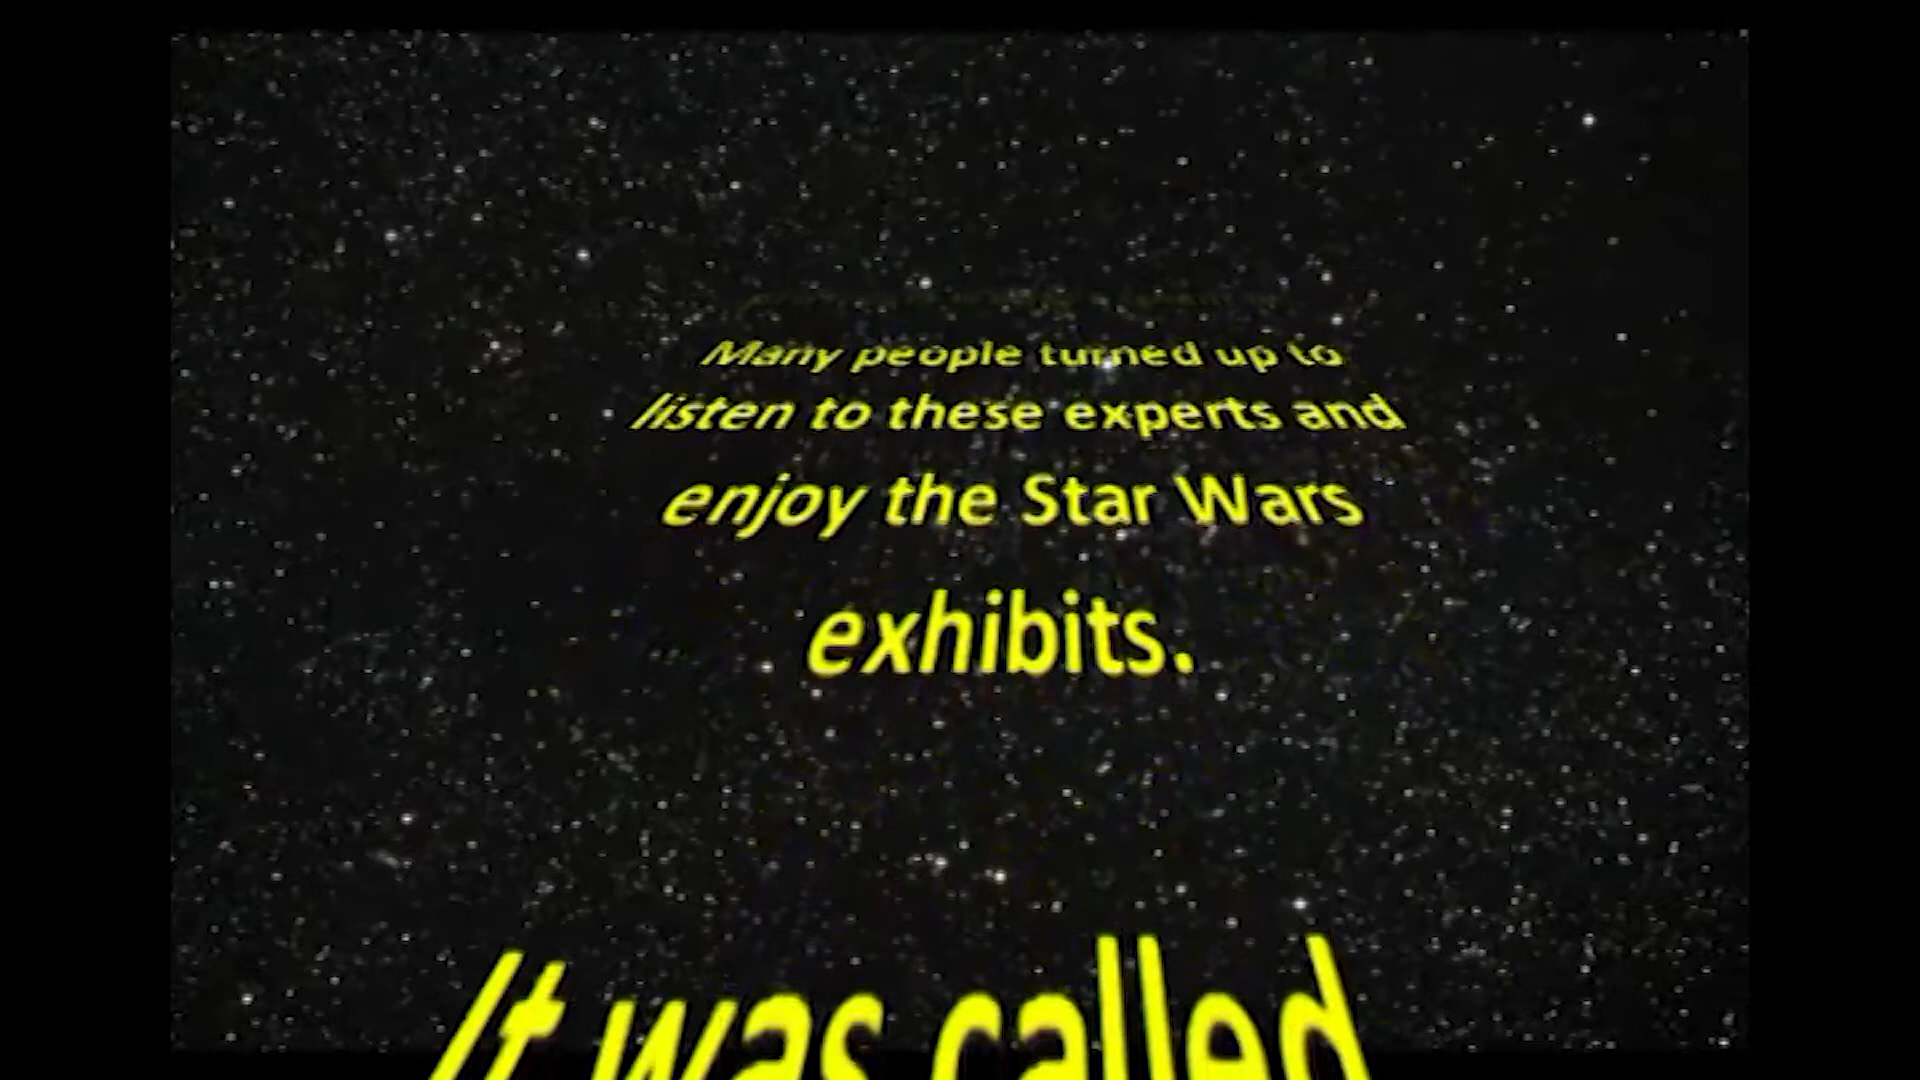 Many people turned up to
listen to these experts and
enjoy the Star Wars
exhibits.
It was called